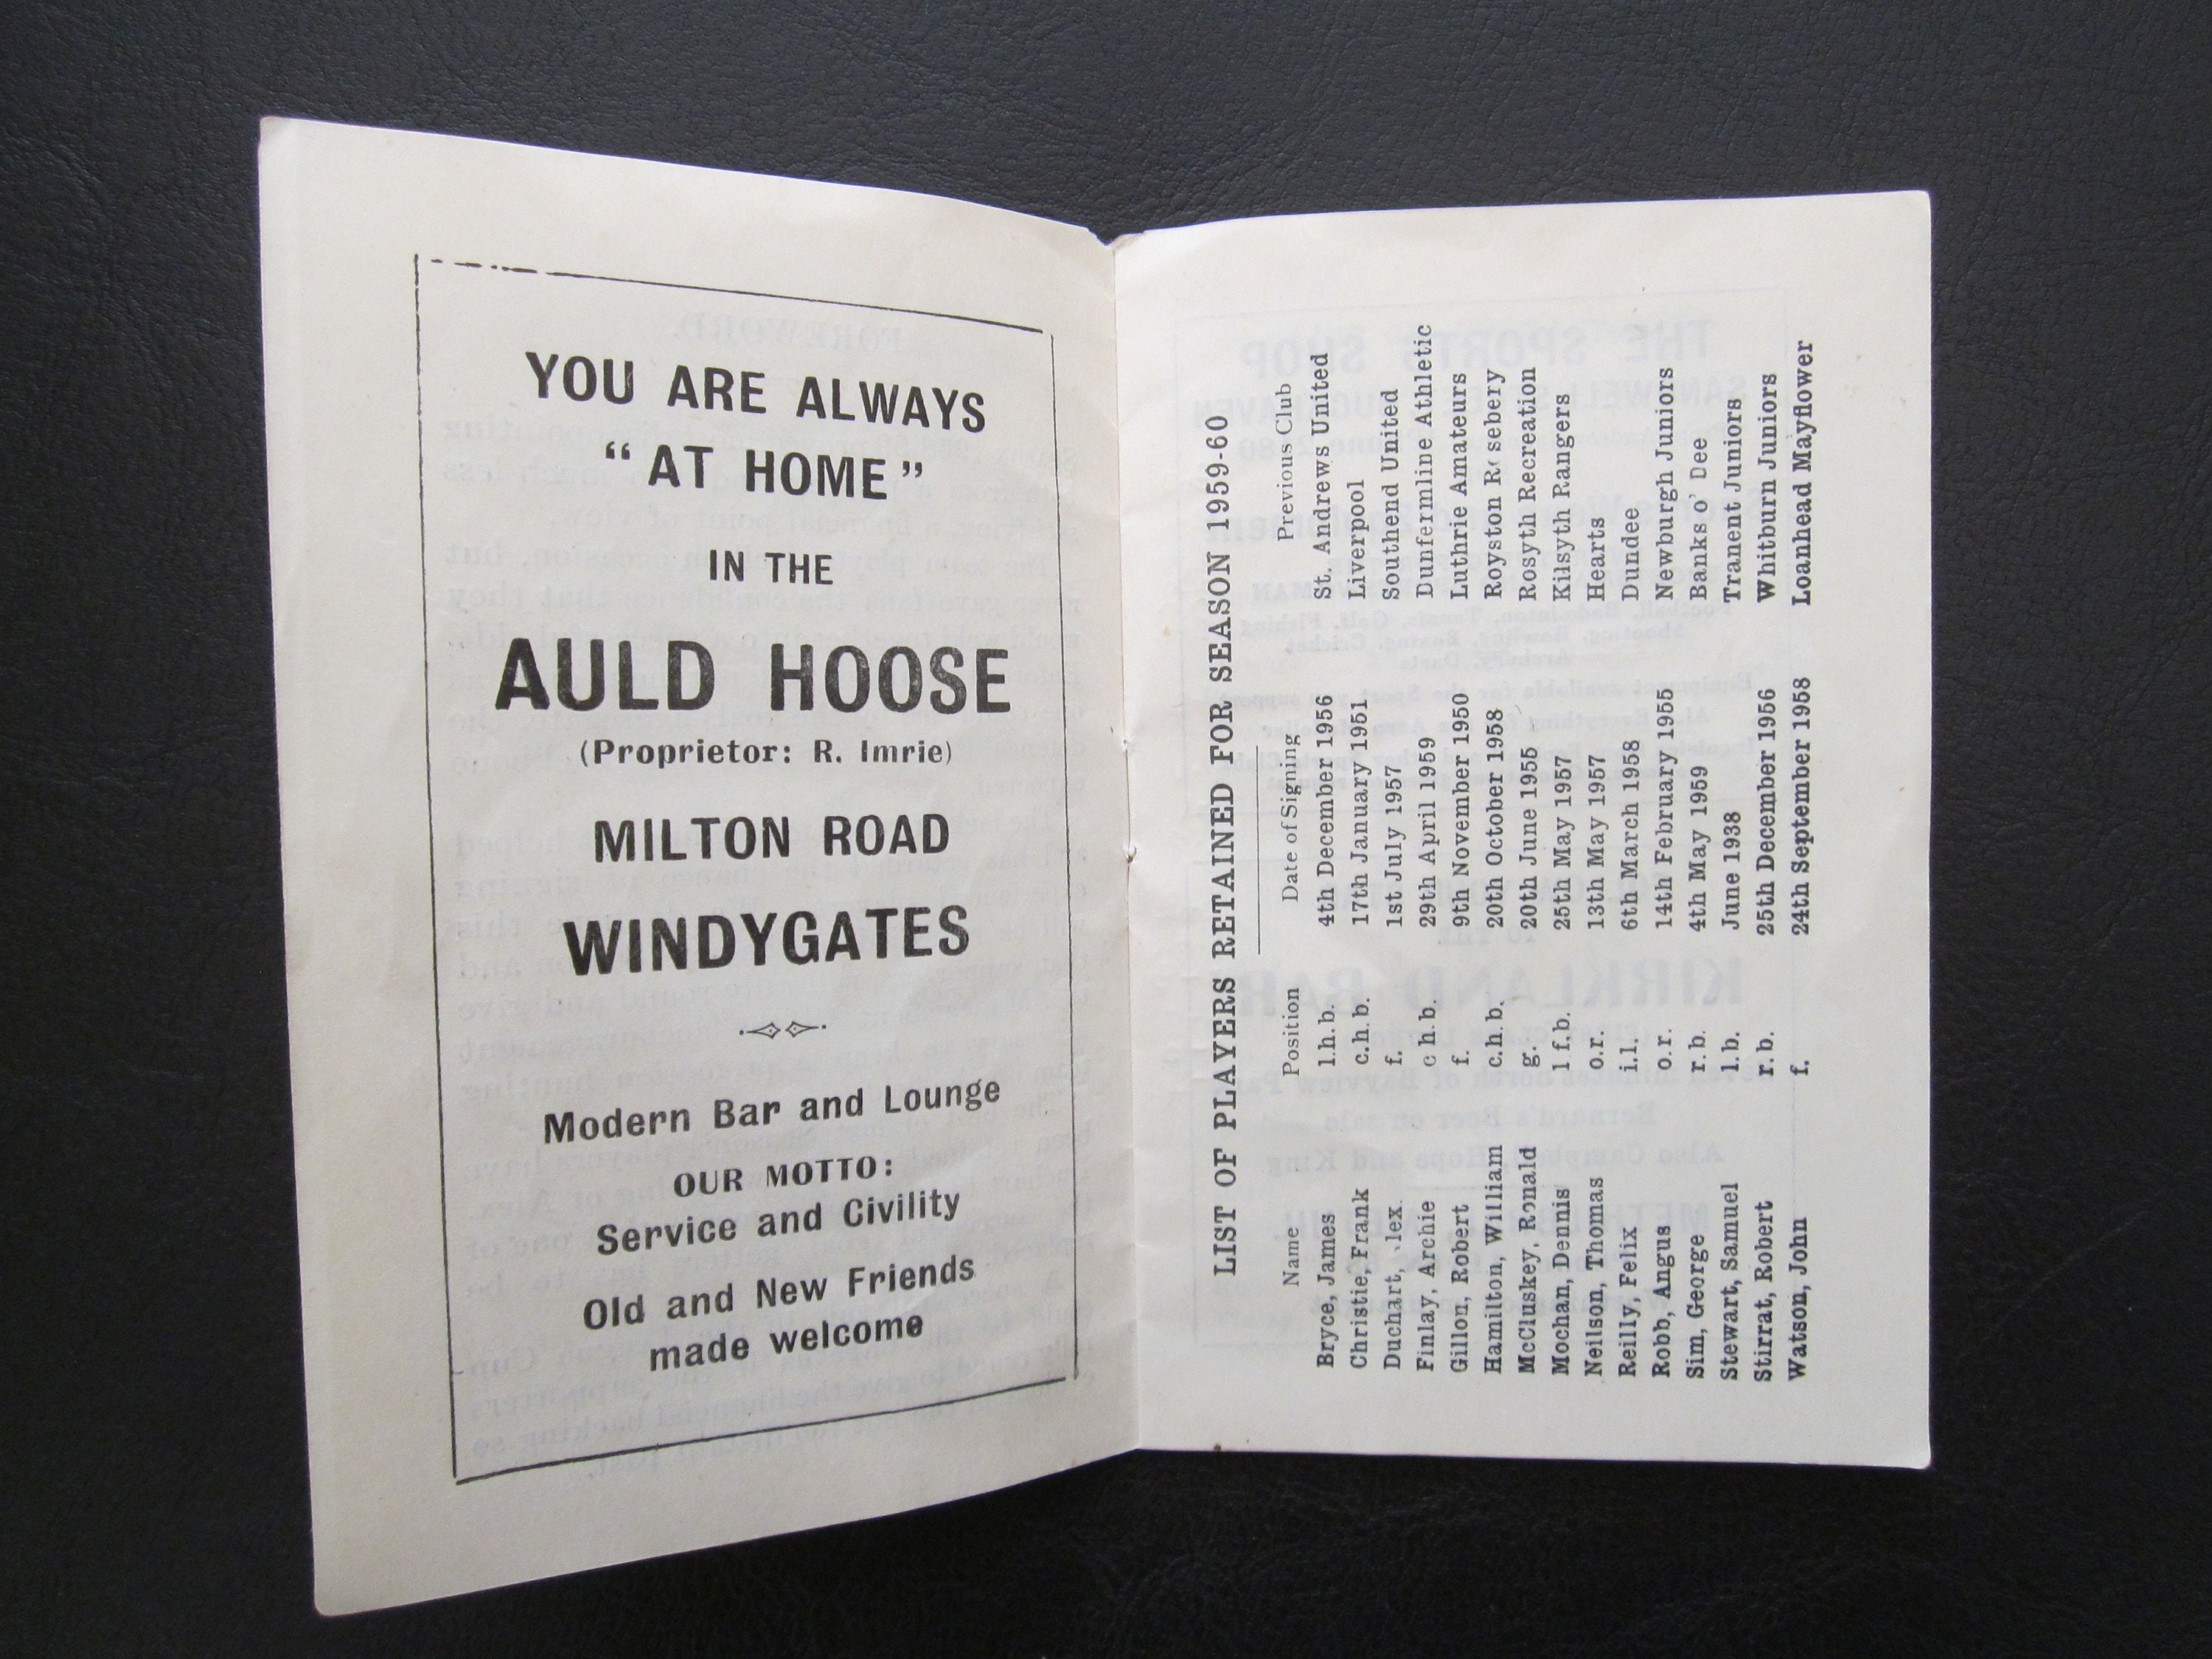 YOU ARE ALWAYS
“ AT HOME ”
IN THE
AULD HOOSE
(Proprietor: R. Imrie)
MILTON ROAD
WINDYGATES
Modern Bar and Lounge
OUR MOTTO:
Service and Civility
Old and New Friends
made welcome
LIST OF PLAYERS RETAINED FOR SEASON 1959-60
Name Position Date of Signing Previous Club
Bryce, James l.h.b. 4th December 1956 St. Andrews United
Christie, Frank c.h.b. 17th January 1951 Liverpool
Duchart, lex. f. 1st July 1957 Southend United
Finlay, Archie c h.b. 29th April 1959 Dunfermline Athletic
Gillon, Robert f. 9th November 1950 Luthrie Amateurs
Hamilton, William c.h.b. 20th October 1958 Royston Rosebery
McCluskey, Ronald g. 20th June 1955 Rosyth Recreation
Mochan, Dennis l f.b. 25th May 1957 Kilsyth Rangers
Neilson, Thomas o.r. 13th May 1957 Hearts
Reilly, Felix i.l. 6th March 1958 Dundee
Robb, Angus o.r. 14th February 1955 Newburgh Juniors
Sim, George r.b. 4th May 1959 Banks o' Dee
Stewart, Samuel l.b. June 1938 Tranent Juniors
Stirrat, Robert r.b. 25th December 1956 Whitburn Juniors
Watson, John f. 24th September 1958 Loanhead Mayflower